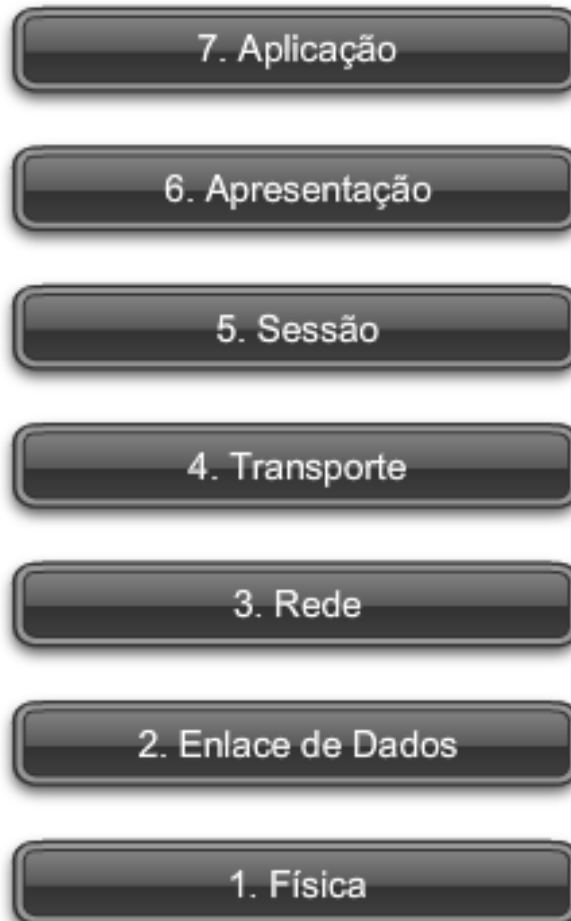 7. Aplicação
6. Apresentação
5. Sessão
4. Transporte
3. Rede
2. Enlace de Dados
1. Física